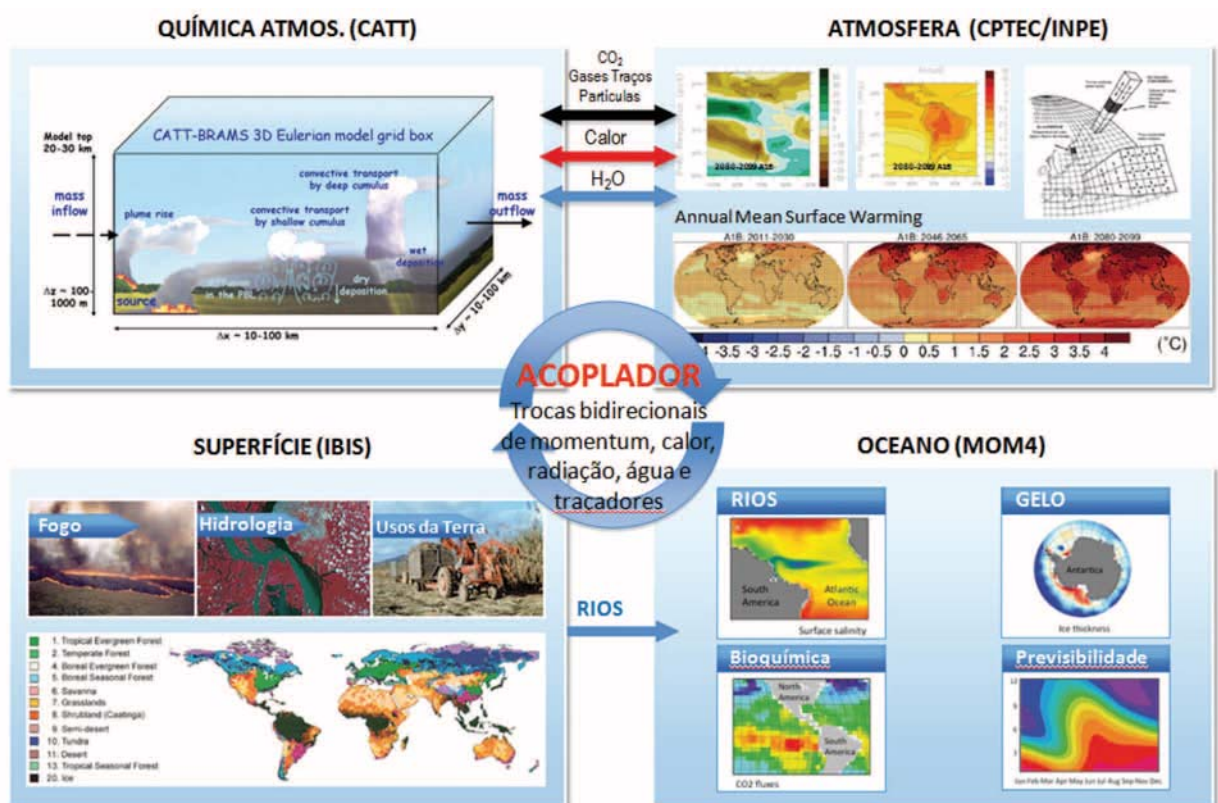 QUÍMICA ATMOS. (CATT)
CATT-BRAMS 3D Eulerian model grid box
Model top
20-30 km
mass
inflow
plume rise
convective transport
by shallow cumulus
convective transport
by deep cumulus
mass
outflow
wet
deposition
dry
deposition
in the PBL
source
Δz ~ 100
1000 m
Δx ~ 10-100 km
Δy ~ 10-100 km
CO2
Gases Traços
Partículas
Calor
H2O
ATMOSFERA (CPTEC/INPE)
2080-2099 A1B
2080-2099 A1B
Annual Mean Surface Warming
A1B: 2011-2030
A1B: 2046-2065
A1B: 2080-2099
4 -3.5 -3 -2.5 -2 -1.5 -1 -0.5 0 0.5 1 1.5 2 2.5 3 3.5 4
(°C)
ACOPLADOR
Trocas bidirecionais
de momentum, calor,
radiação, água e
traçadores
SUPERFÍCIE (IBIS)
Fogo
Hidrologia
Usos da Terra
1. Tropical Evergreen Forest
2. Temperate Forest
4. Boreal Evergreen Forest
5. Boreal Seasonal Forest
6. Savanna
7. Grasslands
8. Shrubland (Caatinga)
9. Semi-desert
10. Tundra
11. Desert
13. Tropical Seasonal Forest
20. Ice
RIOS
OCEANO (MOM4)
RIOS
South
America
Atlantic
Ocean
Surface salinity
GELO
Antartica
Ice thickness
Bioquímica
North
America
South
America
CO2 fluxes
Previsibilidade
12
9
6
3
Jan Feb Mar Apr May Jun Jul Aug Sep Nov Dec